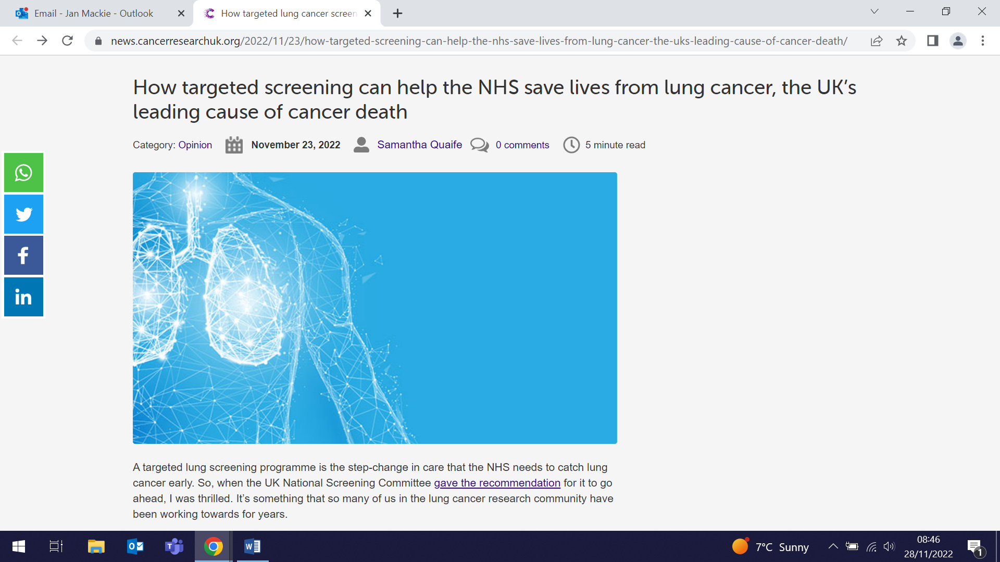 Email - Jan Mackie - Outlook
How targeted lung cancer screen
news.cancerresearchuk.org/2022/11/23/how-targeted-screening-can-help-the-nhs-save-lives-from-lung-cancer-the-uks-leading-cause-of-cancer-death/
How targeted screening can help the NHS save lives from lung cancer, the UK’s
leading cause of cancer death
Category: Opinion November 23, 2022 Samantha Quaife 0 comments 5 minute read
A targeted lung screening programme is the step-change in care that the NHS needs to catch lung
cancer early. So, when the UK National Screening Committee gave the recommendation for it to go
ahead, I was thrilled. It’s something that so many of us in the lung cancer research community have
been working towards for years.
7°C Sunny
08:46
28/11/2022
1